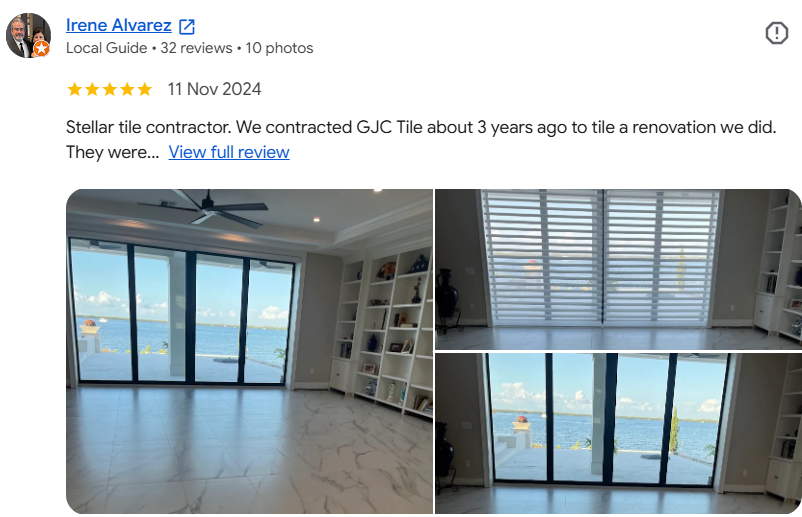 Irene Alvarez
Local Guide • 32 reviews • 10 photos
11 Nov 2024
Stellar tile contractor. We contracted GJC Tile about 3 years ago to tile a renovation we did.
They were... View full review